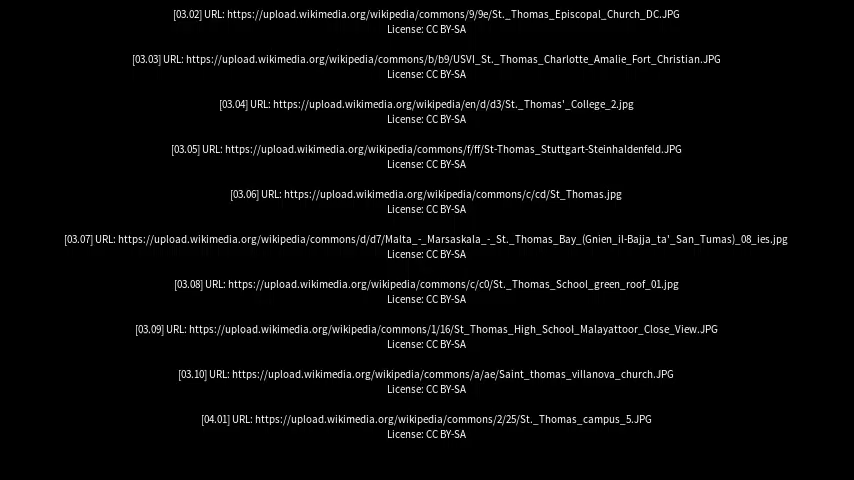 [03.02] URL: https://upload.wikimedia.org/wikipedia/commons/9/9e/St._Thomas_Episcopal_Church_DC.JPG
License: CC BY-SA
[03.03] URL: https://upload.wikimedia.org/wikipedia/commons/b/b9/USVI_St._Thomas_Charlotte_Amalie_Fort_Christian.JPG
License: CC BY-SA
[03.04] URL: https://upload.wikimedia.org/wikipedia/en/d/d3/St._Thomas'_College_2.jpg
License: CC BY-SA
[03.05] URL: https://upload.wikimedia.org/wikipedia/commons/f/ff/St-Thomas_Stuttgart-Steinhaldenfeld.JPG
License: CC BY-SA
[03.06] URL: https://upload.wikimedia.org/wikipedia/commons/c/cd/St_Thomas.jpg
License: CC BY-SA
[03.07] URL: https://upload.wikimedia.org/wikipedia/commons/d/d7/Malta_-_Marsaskala_-_St._Thomas_Bay_(Gnien_il-Bajja_ta'_San_Tumas)_08_ies.jpg
License: CC BY-SA
[03.08] URL: https://upload.wikimedia.org/wikipedia/commons/c/c0/St._Thomas_School_green_roof_01.jpg
License: CC BY-SA
[03.09] URL: https://upload.wikimedia.org/wikipedia/commons/1/16/St_Thomas_High_School_Malayattoor_Close_View.JPG
License: CC BY-SA
[03.10] URL: https://upload.wikimedia.org/wikipedia/commons/a/ae/Saint_thomas_villanova_church.JPG
License: CC BY-SA
[04.01] URL: https://upload.wikimedia.org/wikipedia/commons/2/25/St._Thomas_campus_5.JPG
License: CC BY-SA